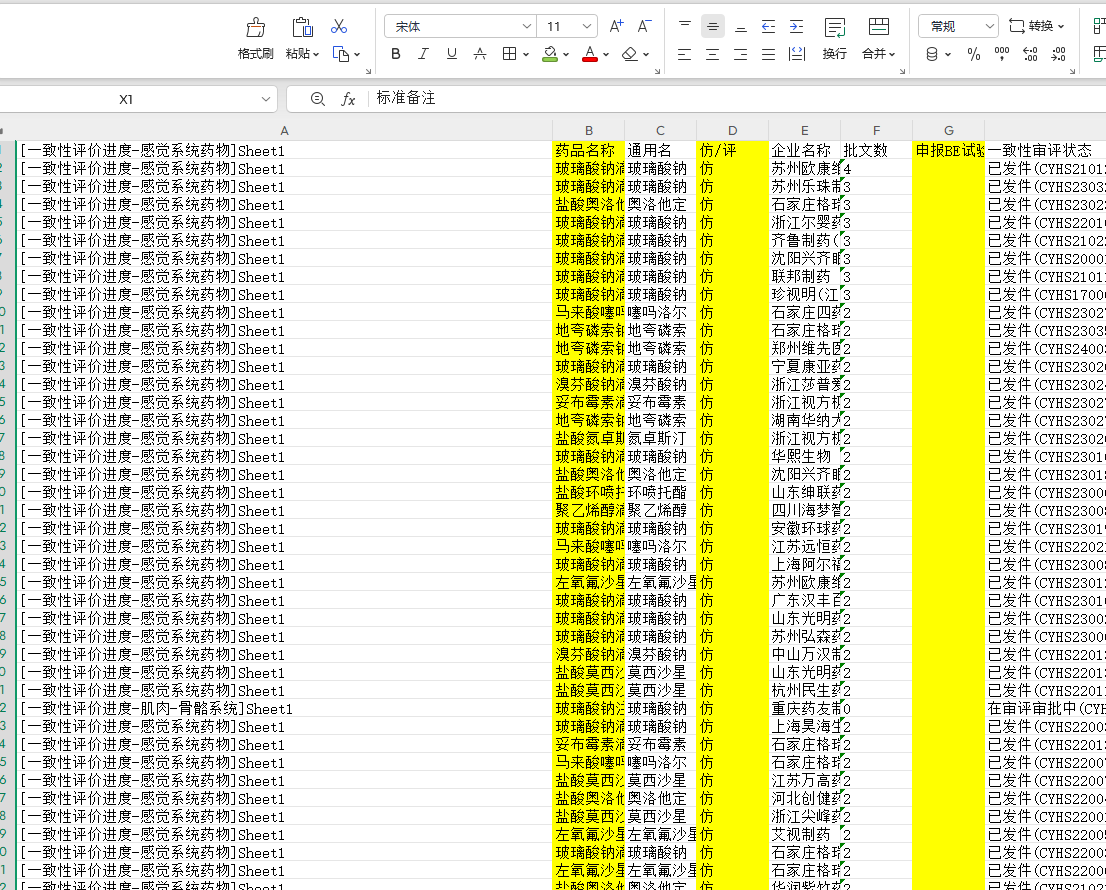 宋体 11 A+ A- 常规 转换
格式刷 粘贴 B I U A A 换行 合并 %
X1 fx 标准备注
A B C D E F G
[一致性评价进度-感觉系统药物]Sheet1 药品名称 通用名 仿/评 企业名称 批文数 申报BE试验 一致性审评状态
[一致性评价进度-感觉系统药物]Sheet1 玻璃酸钠滴 玻璃酸钠 仿 苏州欧康维 4 已发件(CYHS2101
[一致性评价进度-感觉系统药物]Sheet1 玻璃酸钠滴 玻璃酸钠 仿 苏州乐珠制 3 已发件(CYHS2303
[一致性评价进度-感觉系统药物]Sheet1 盐酸奥洛他 奥洛他定 仿 石家庄格瑞 3 已发件(CYHS2302
[一致性评价进度-感觉系统药物]Sheet1 玻璃酸钠滴 玻璃酸钠 仿 浙江尔婴药 3 已发件(CYHS2201
[一致性评价进度-感觉系统药物]Sheet1 玻璃酸钠滴 玻璃酸钠 仿 齐鲁制药( 3 已发件(CYHS2102
[一致性评价进度-感觉系统药物]Sheet1 玻璃酸钠滴 玻璃酸钠 仿 沈阳兴齐眼 3 已发件(CYHS2000
[一致性评价进度-感觉系统药物]Sheet1 玻璃酸钠滴 玻璃酸钠 仿 联邦制药 3 已发件(CYHS2101
[一致性评价进度-感觉系统药物]Sheet1 玻璃酸钠滴 玻璃酸钠 仿 珍视明(江 3 已发件(CYHS1700
[一致性评价进度-感觉系统药物]Sheet1 马来酸噻吗 噻吗洛尔 仿 石家庄四药 2 已发件(CYHS2302
[一致性评价进度-感觉系统药物]Sheet1 地夸磷索钠 地夸磷索 仿 石家庄格瑞 2 已发件(CYHS2303
[一致性评价进度-感觉系统药物]Sheet1 地夸磷索钠 地夸磷索 仿 郑州维先医 2 已发件(CYHS2400
[一致性评价进度-感觉系统药物]Sheet1 玻璃酸钠滴 玻璃酸钠 仿 宁夏康亚药 2 已发件(CYHS2302
[一致性评价进度-感觉系统药物]Sheet1 溴芬酸钠滴 溴芬酸钠 仿 浙江莎普爱 2 已发件(CYHS2302
[一致性评价进度-感觉系统药物]Sheet1 妥布霉素滴 妥布霉素 仿 浙江视方机 2 已发件(CYHS2302
[一致性评价进度-感觉系统药物]Sheet1 地夸磷索钠 地夸磷索 仿 湖南华纳大 2 已发件(CYHS2302
[一致性评价进度-感觉系统药物]Sheet1 盐酸氮卓斯 氮卓斯汀 仿 浙江视方机 2 已发件(CYHS2302
[一致性评价进度-感觉系统药物]Sheet1 玻璃酸钠滴 玻璃酸钠 仿 华熙生物 2 已发件(CYHS2301
[一致性评价进度-感觉系统药物]Sheet1 盐酸奥洛他 奥洛他定 仿 沈阳兴齐眼 2 已发件(CYHS2301
[一致性评价进度-感觉系统药物]Sheet1 盐酸环喷托 环喷托酯 仿 山东绅联药 2 已发件(CYHS2300
[一致性评价进度-感觉系统药物]Sheet1 聚乙烯醇滴 聚乙烯醇 仿 四川海梦智 2 已发件(CYHS2300
[一致性评价进度-感觉系统药物]Sheet1 玻璃酸钠滴 玻璃酸钠 仿 安徽环球药 2 已发件(CYHS2301
[一致性评价进度-感觉系统药物]Sheet1 马来酸噻吗 噻吗洛尔 仿 江苏远恒药 2 已发件(CYHS2202
[一致性评价进度-感觉系统药物]Sheet1 玻璃酸钠滴 玻璃酸钠 仿 上海阿尔福 2 已发件(CYHS2300
[一致性评价进度-感觉系统药物]Sheet1 左氧氟沙星 左氧氟沙星 仿 苏州欧康维 2 已发件(CYHS2301
[一致性评价进度-感觉系统药物]Sheet1 玻璃酸钠滴 玻璃酸钠 仿 广东汉丰百 2 已发件(CYHS2301
[一致性评价进度-感觉系统药物]Sheet1 玻璃酸钠滴 玻璃酸钠 仿 山东光明药 2 已发件(CYHS2300
[一致性评价进度-感觉系统药物]Sheet1 玻璃酸钠滴 玻璃酸钠 仿 苏州弘森药 2 已发件(CYHS2300
[一致性评价进度-感觉系统药物]Sheet1 溴芬酸钠滴 溴芬酸钠 仿 中山万汉制 2 已发件(CYHS2201
[一致性评价进度-感觉系统药物]Sheet1 盐酸莫西沙 莫西沙星 仿 山东光明药 2 已发件(CYHS2201
[一致性评价进度-感觉系统药物]Sheet1 盐酸莫西沙 莫西沙星 仿 杭州民生药 2 已发件(CYHS2201
[一致性评价进度-肌肉-骨骼系统]Sheet1 玻璃酸钠注 玻璃酸钠 仿 重庆药友制 0 在审评审批中(CYH
[一致性评价进度-感觉系统药物]Sheet1 玻璃酸钠滴 玻璃酸钠 仿 上海昊海生 2 已发件(CYHS2200
[一致性评价进度-感觉系统药物]Sheet1 妥布霉素滴 妥布霉素 仿 石家庄格瑞 2 已发件(CYHS2201
[一致性评价进度-感觉系统药物]Sheet1 马来酸噻吗 噻吗洛尔 仿 石家庄格瑞 2 已发件(CYHS2200
[一致性评价进度-感觉系统药物]Sheet1 盐酸莫西沙 莫西沙星 仿 江苏万高药 2 已发件(CYHS2200
[一致性评价进度-感觉系统药物]Sheet1 盐酸奥洛他 奥洛他定 仿 河北创健药 2 已发件(CYHS2200
[一致性评价进度-感觉系统药物]Sheet1 盐酸莫西沙 莫西沙星 仿 浙江尖峰药 2 已发件(CYHS2200
[一致性评价进度-感觉系统药物]Sheet1 左氧氟沙星 左氧氟沙星 仿 艾视制药 2 已发件(CYHS2200
[一致性评价进度-感觉系统药物]Sheet1 玻璃酸钠滴 玻璃酸钠 仿 石家庄格瑞 2 已发件(CYHS2200
[一致性评价进度-感觉系统药物]Sheet1 左氧氟沙星 左氧氟沙星 仿 石家庄格瑞 2 已发件(CYHS2200
[一致性评价进度-感觉系统药物]Sheet1 盐酸奥洛他 奥洛他定 仿 华润紫竹药 2 已发件(CYHS2102